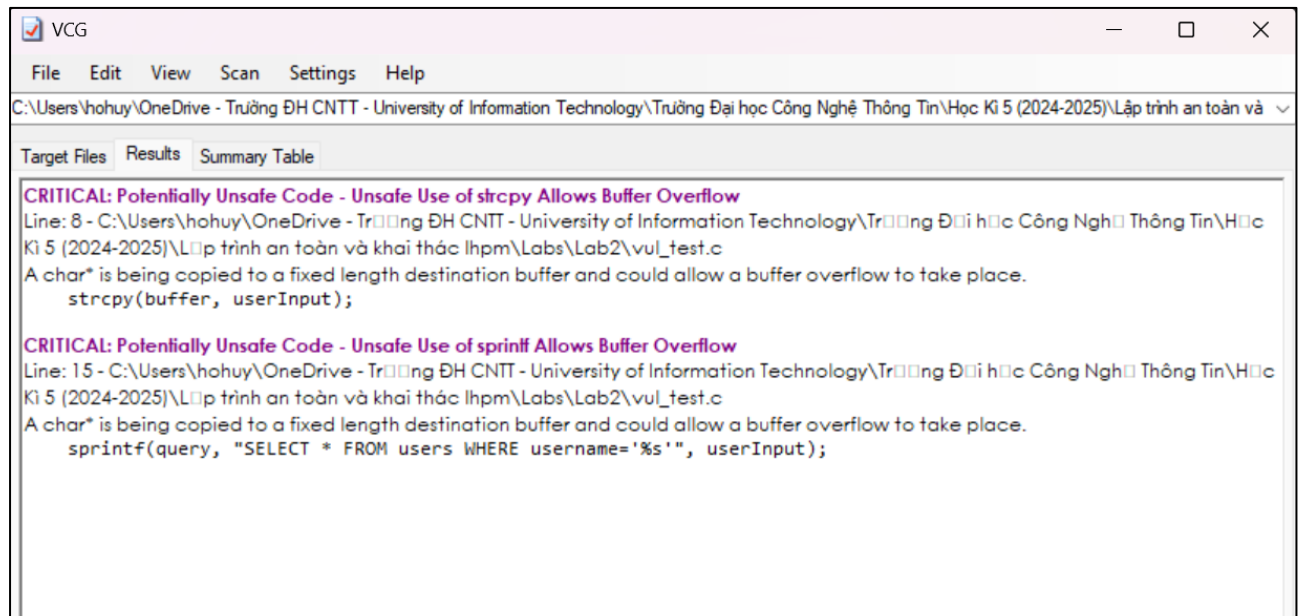 VCG
File Edit View Scan Settings Help
C:\Users\hohuy\OneDrive - Trường ĐH CNTT - University of Information Technology\Trường Đại học Công Nghệ Thông Tin\Học Kì 5 (2024-2025)\Lập trình an toàn và
Target Files Results Summary Table
CRITICAL: Potentially Unsafe Code - Unsafe Use of strcpy Allows Buffer Overflow
Line: 8 - C:\Users\hohuy\OneDrive - Tr□□ng ĐH CNTT - University of Information Technology\Tr□□ng Đ□i h□c Công Ngh□ Thông Tin\H□c
Kì 5 (2024-2025)\L□p trình an toàn và khai thác lhpm\Labs\Lab2\vul_test.c
A char* is being copied to a fixed length destination buffer and could allow a buffer overflow to take place.
strcpy(buffer, userInput);
CRITICAL: Potentially Unsafe Code - Unsafe Use of sprintf Allows Buffer Overflow
Line: 15 - C:\Users\hohuy\OneDrive - Tr□□ng ĐH CNTT - University of Information Technology\Tr□□ng Đ□i h□c Công Ngh□ Thông Tin\H□c
Kì 5 (2024-2025)\L□p trình an toàn và khai thác lhpm\Labs\Lab2\vul_test.c
A char* is being copied to a fixed length destination buffer and could allow a buffer overflow to take place.
sprintf(query, "SELECT * FROM users WHERE username='%s'", userInput);